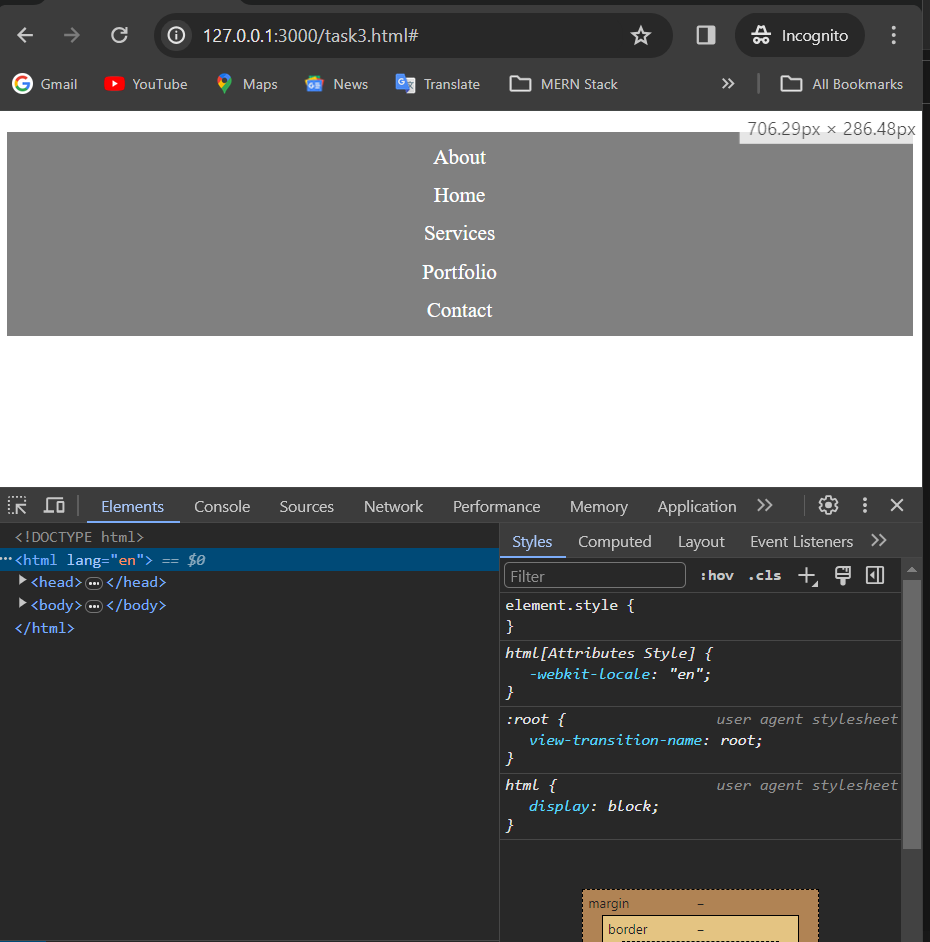 127.0.0.1:3000/task3.html#
Incognito
Gmail YouTube Maps News Translate MERN Stack » All Bookmarks
706.29px × 286.48px
About
Home
Services
Portfolio
Contact
Elements Console Sources Network Performance Memory Application »
<!DOCTYPE html>
<html lang="en"> == $0
<head> ••• </head>
<body> ••• </body>
</html>
Styles Computed Layout Event Listeners »
Filter :hov .cls
element.style {
}
html[Attributes Style] {
-webkit-locale: "en";
}
:root { user agent stylesheet
view-transition-name: root;
}
html { user agent stylesheet
display: block;
}
margin –
border –